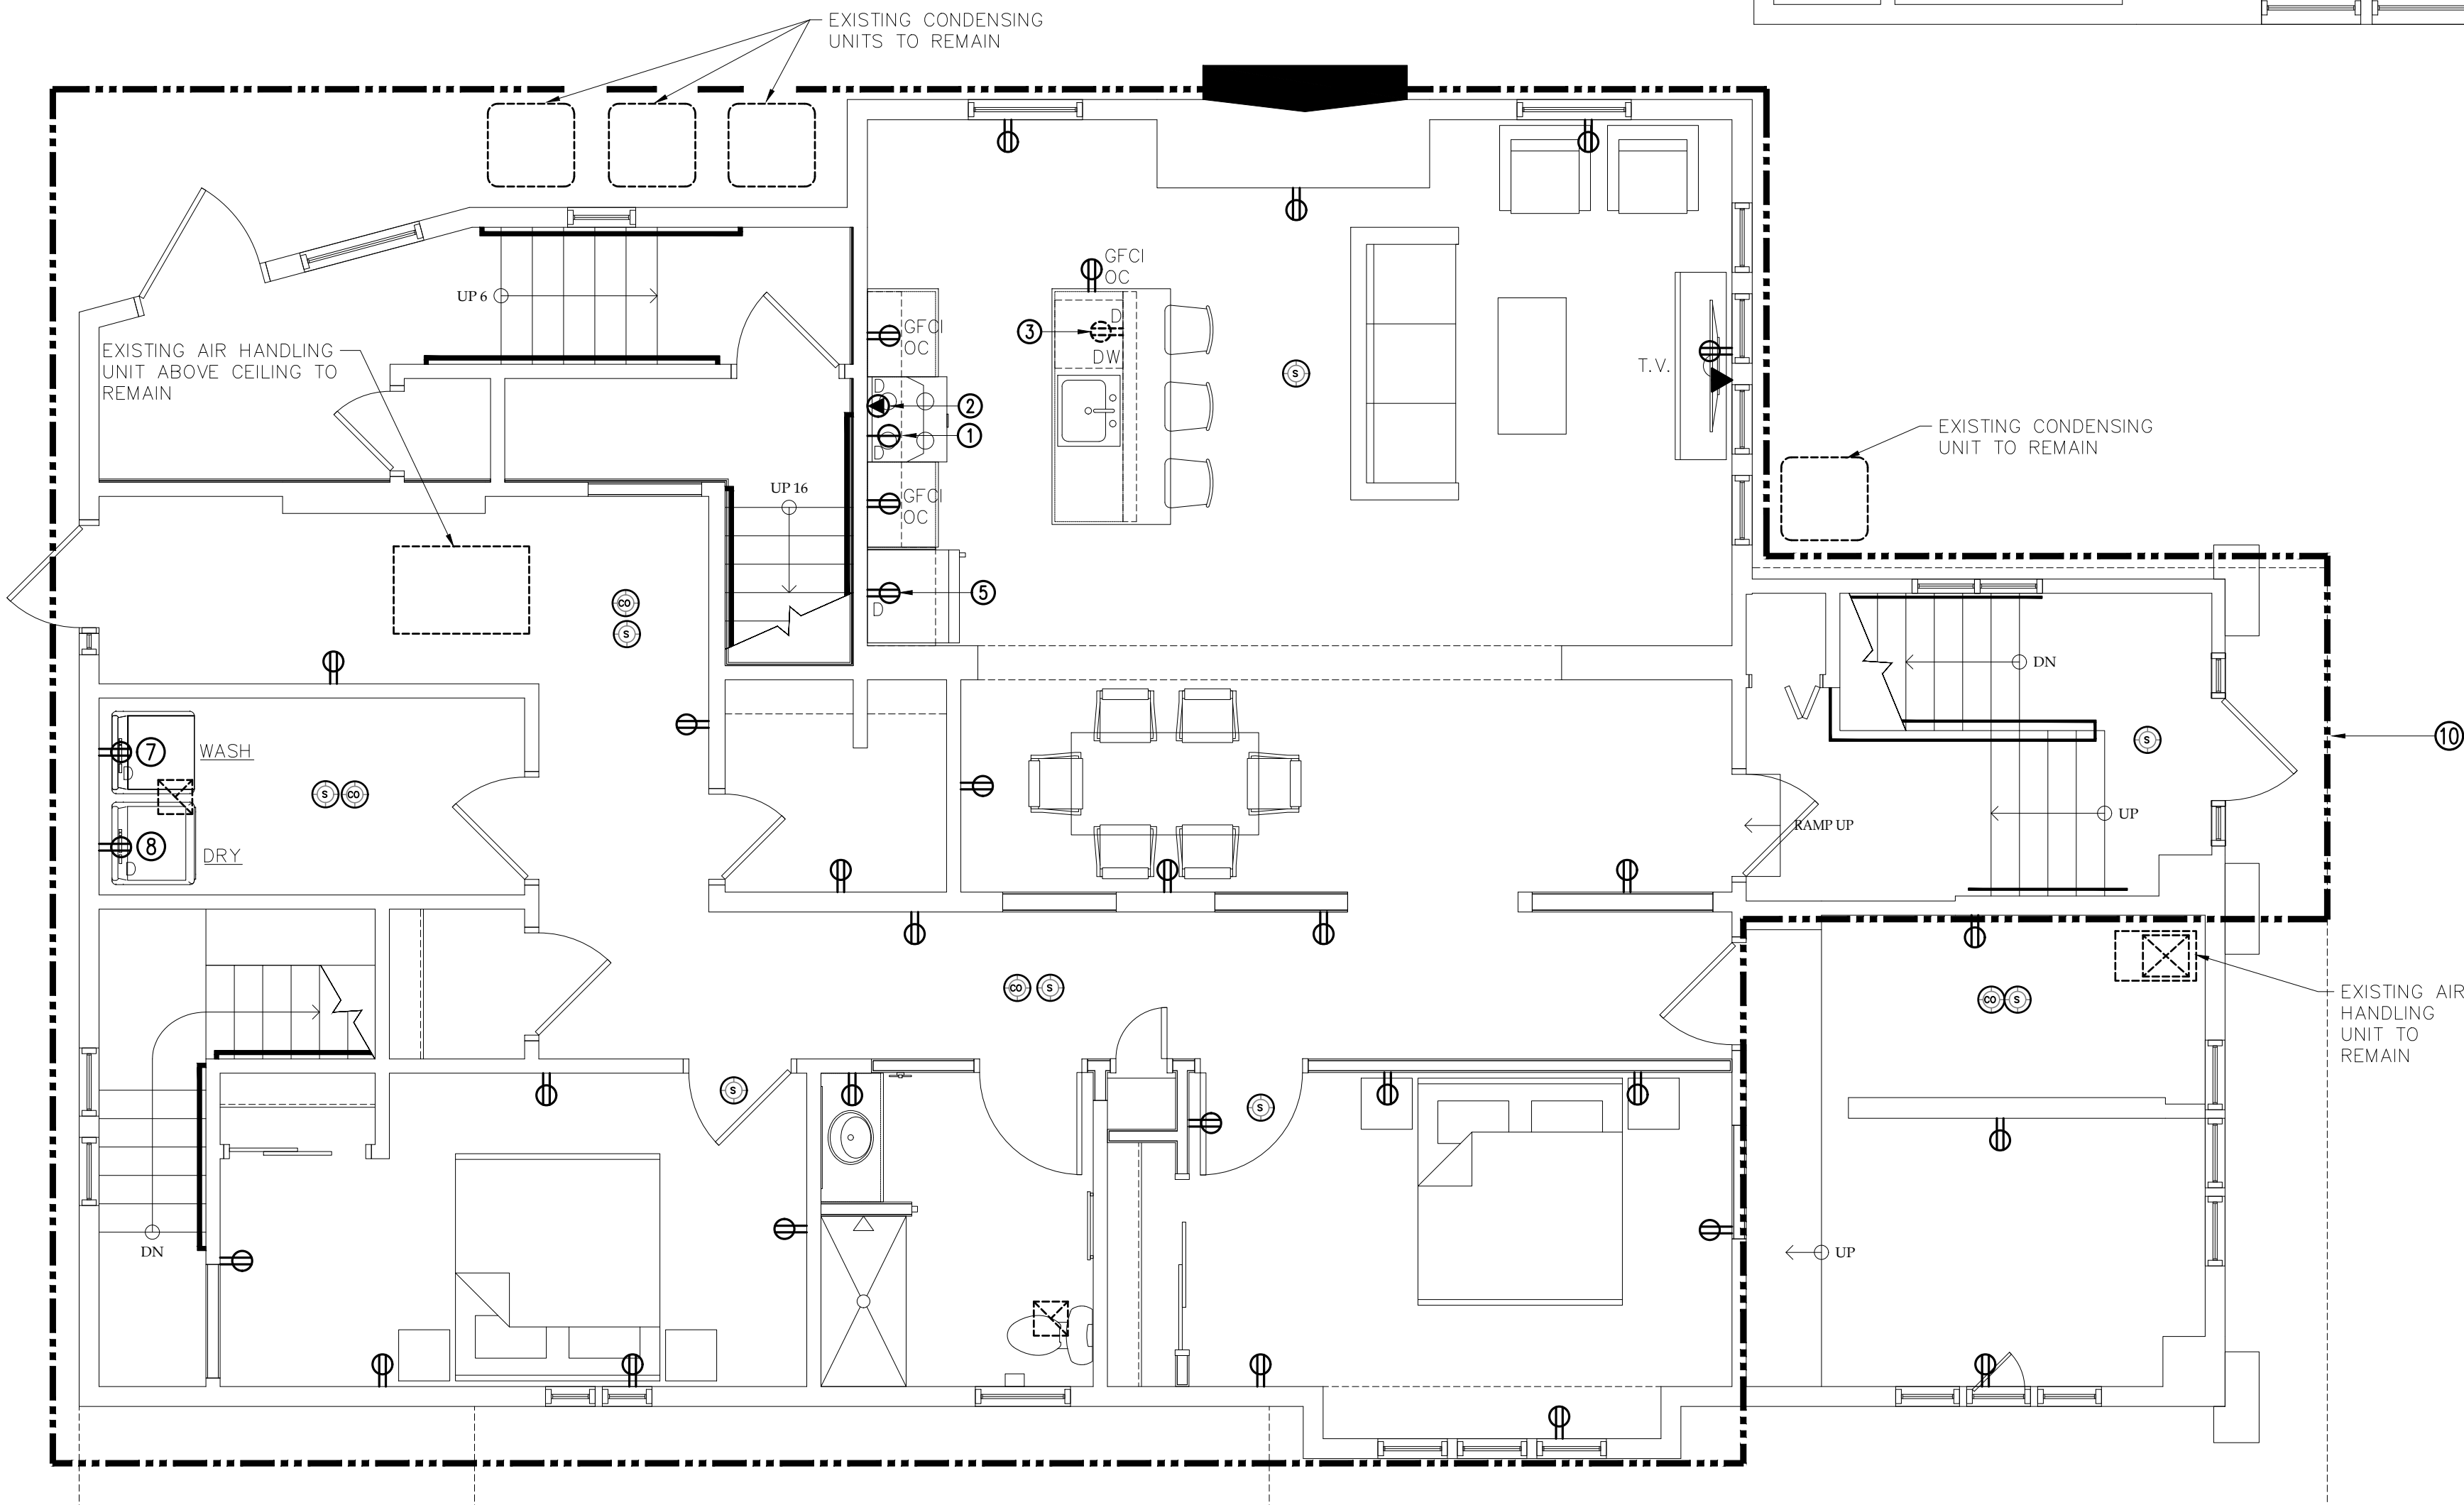 EXISTING CONDENSING
UNITS TO REMAIN
GFCI
OC
UP 6
3
D
DW
GFCI
OC
S
T.V.
EXISTING AIR HANDLING
UNIT ABOVE CEILING TO
REMAIN
D
2
1
D
EXISTING CONDENSING
UNIT TO REMAIN
UP 16
GFCI
OC
5
D
CO
S
DN
S
10
7
WASH
D
S
CO
8
DRY
D
UP
RAMP UP
CO
S
CO
S
EXISTING AIR
HANDLING
UNIT TO
REMAIN
S
S
DN
UP